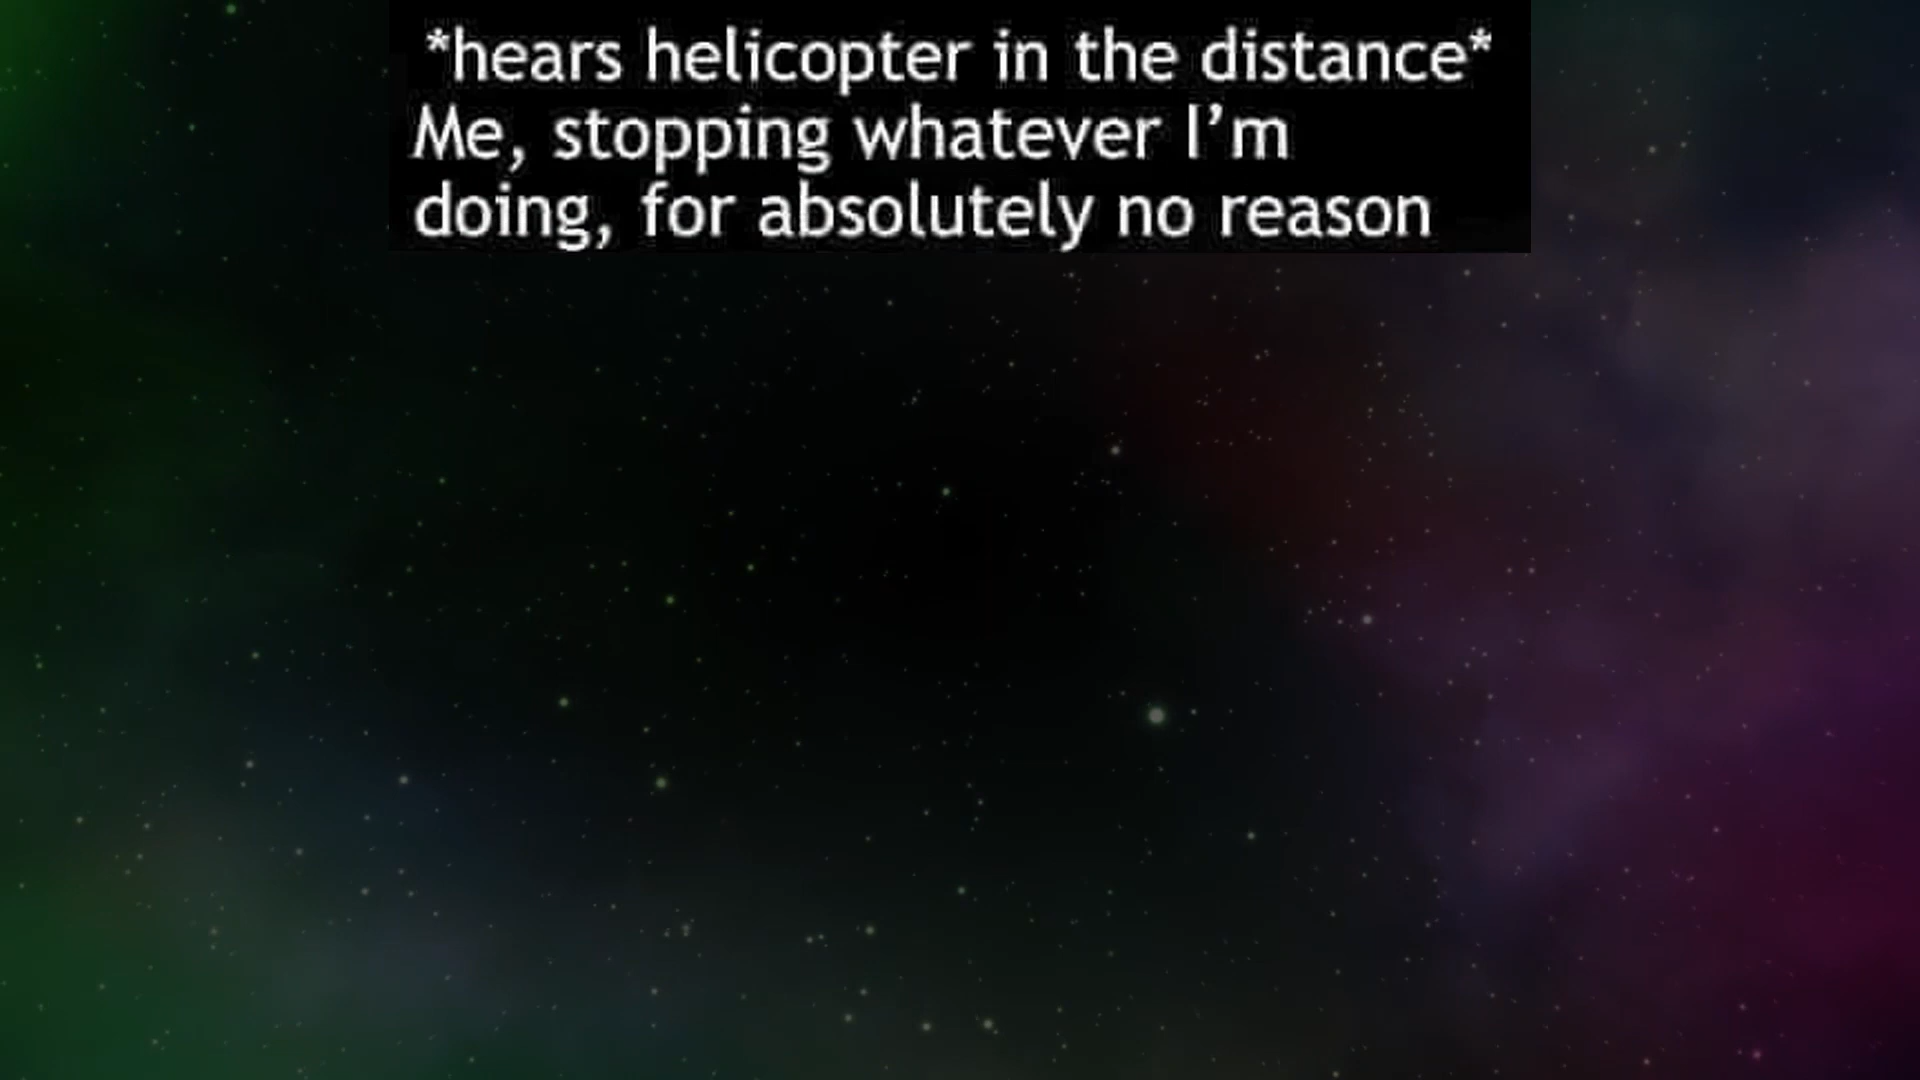 *hears helicopter in the distance*
Me, stopping whatever I’m
doing, for absolutely no reason